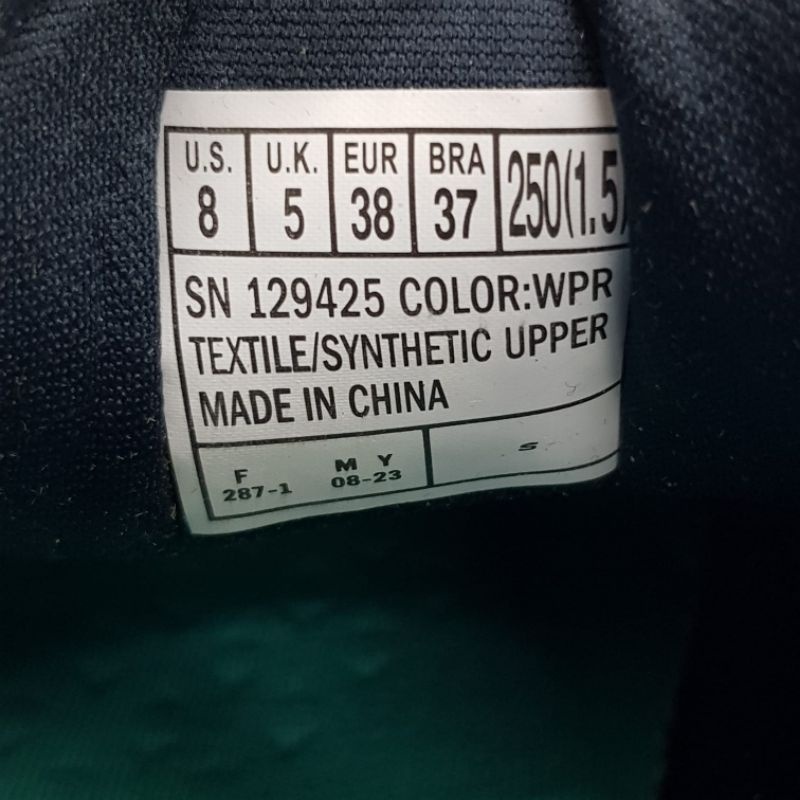 U.S. U.K. EUR BRA 250(1.5)
8 5 38 37
SN 129425 COLOR:WPR
TEXTILE/SYNTHETIC UPPER
MADE IN CHINA
F M Y S
287-1 08-23